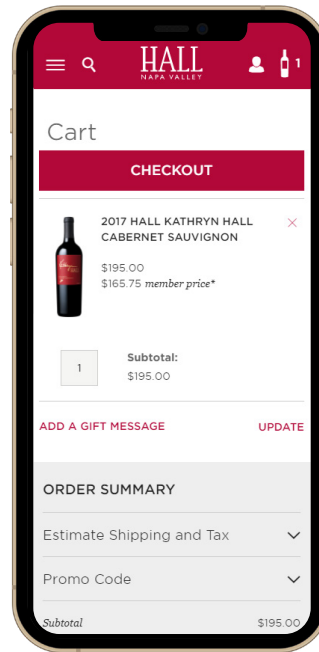 HALL
NAPA VALLEY
1
Cart
CHECKOUT
2017 HALL KATHRYN HALL
CABERNET SAUVIGNON
$195.00
$165.75 member price*
1
Subtotal:
$195.00
ADD A GIFT MESSAGE
UPDATE
ORDER SUMMARY
Estimate Shipping and Tax
Promo Code
Subtotal
$195.00